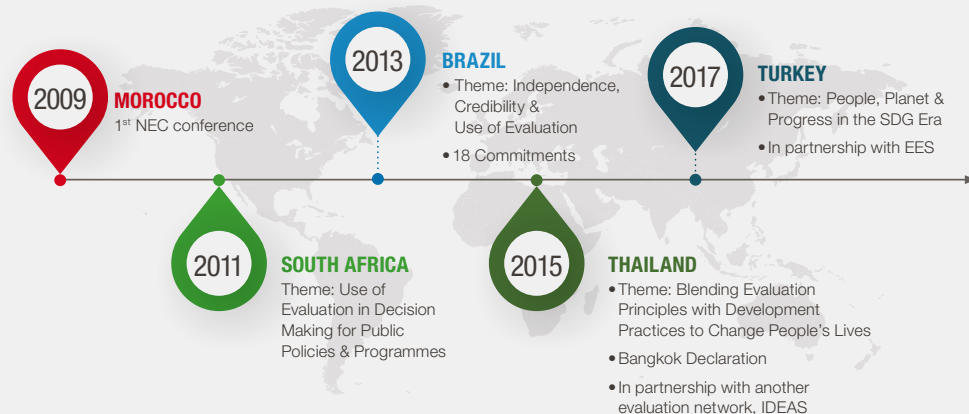 2009
MOROCCO
1st NEC conference
2011
SOUTH AFRICA
Theme: Use of
Evaluation in Decision
Making for Public
Policies & Programmes
2013
BRAZIL
• Theme: Independence,
Credibility &
Use of Evaluation
• 18 Commitments
2015
THAILAND
• Theme: Blending Evaluation
Principles with Development
Practices to Change People's Lives
• Bangkok Declaration
• In partnership with another
evaluation network, IDEAS
2017
TURKEY
• Theme: People, Planet &
Progress in the SDG Era
• In partnership with EES